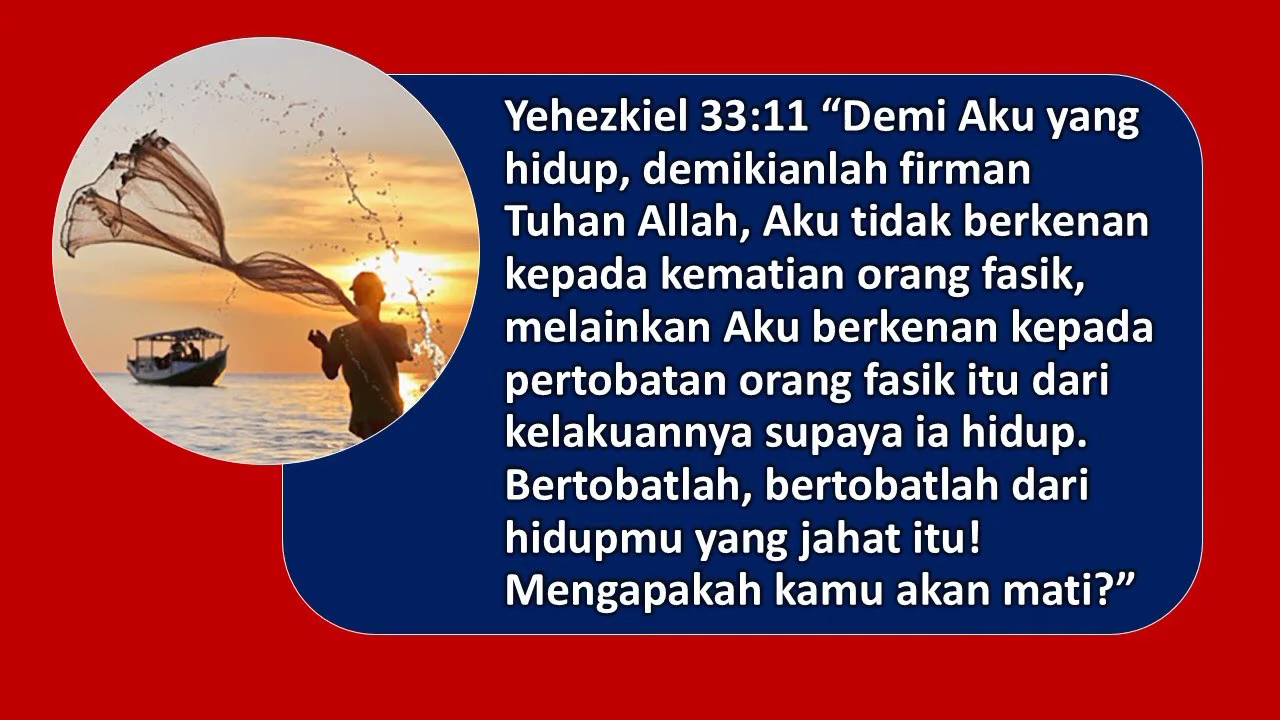 Yehezkiel 33:11 “Demi Aku yang
hidup, demikianlah firman
Tuhan Allah, Aku tidak berkenan
kepada kematian orang fasik,
melainkan Aku berkenan kepada
pertobatan orang fasik itu dari
kelakuannya supaya ia hidup.
Bertobatlah, bertobatlah dari
hidupmu yang jahat itu!
Mengapakah kamu akan mati?”